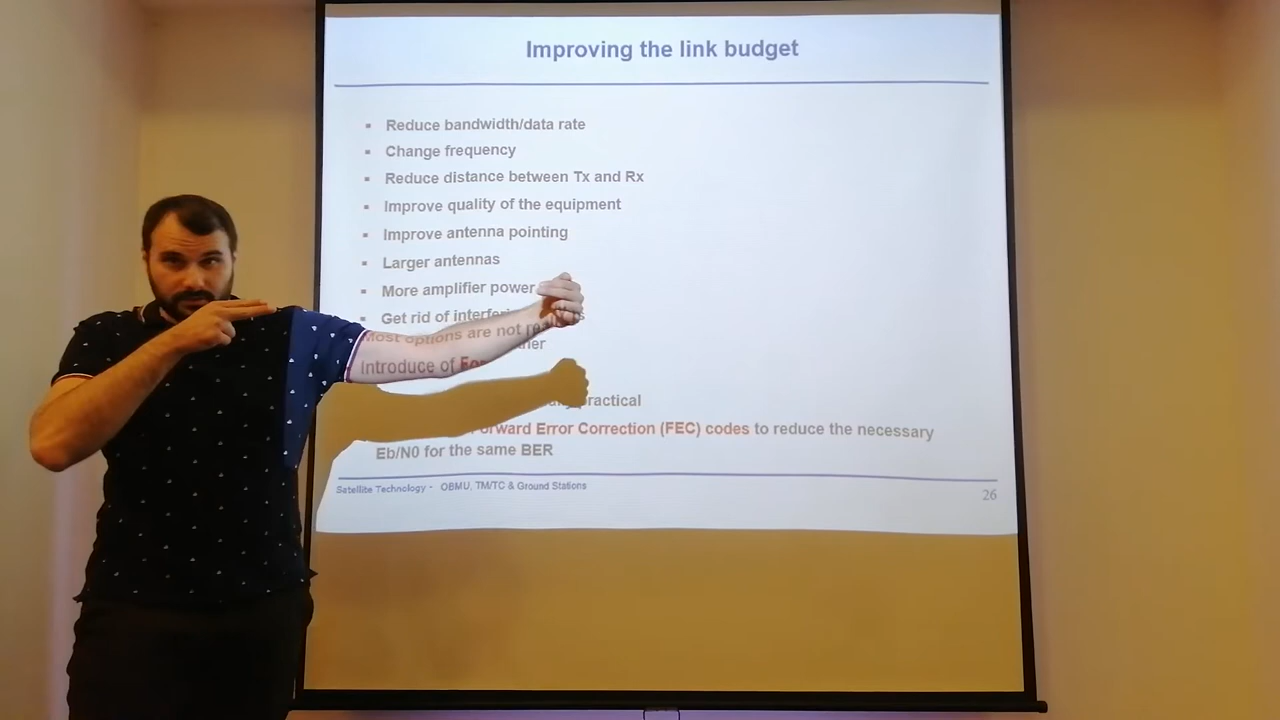 Improving the link budget
▪ Reduce bandwidth/data rate
▪ Change frequency
▪ Reduce distance between Tx and Rx
▪ Improve quality of the equipment
▪ Improve antenna pointing
▪ Larger antennas
▪ More amplifier power
▪ Get rid of
Most options are not
Introduce of
practical
Error Correction (FEC) codes to reduce the necessary
Eb/N0 for the same BER
Satellite Technology - OBMU, TM/TC & Ground Stations
26